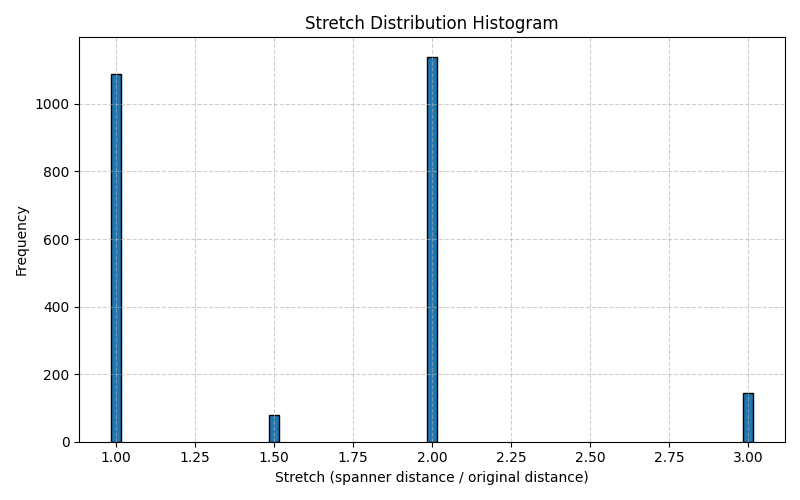 Stretch Distribution Histogram
Frequency
1000
800
600
400
200
0
1.00 1.25 1.50 1.75 2.00 2.25 2.50 2.75 3.00
Stretch (spanner distance / original distance)